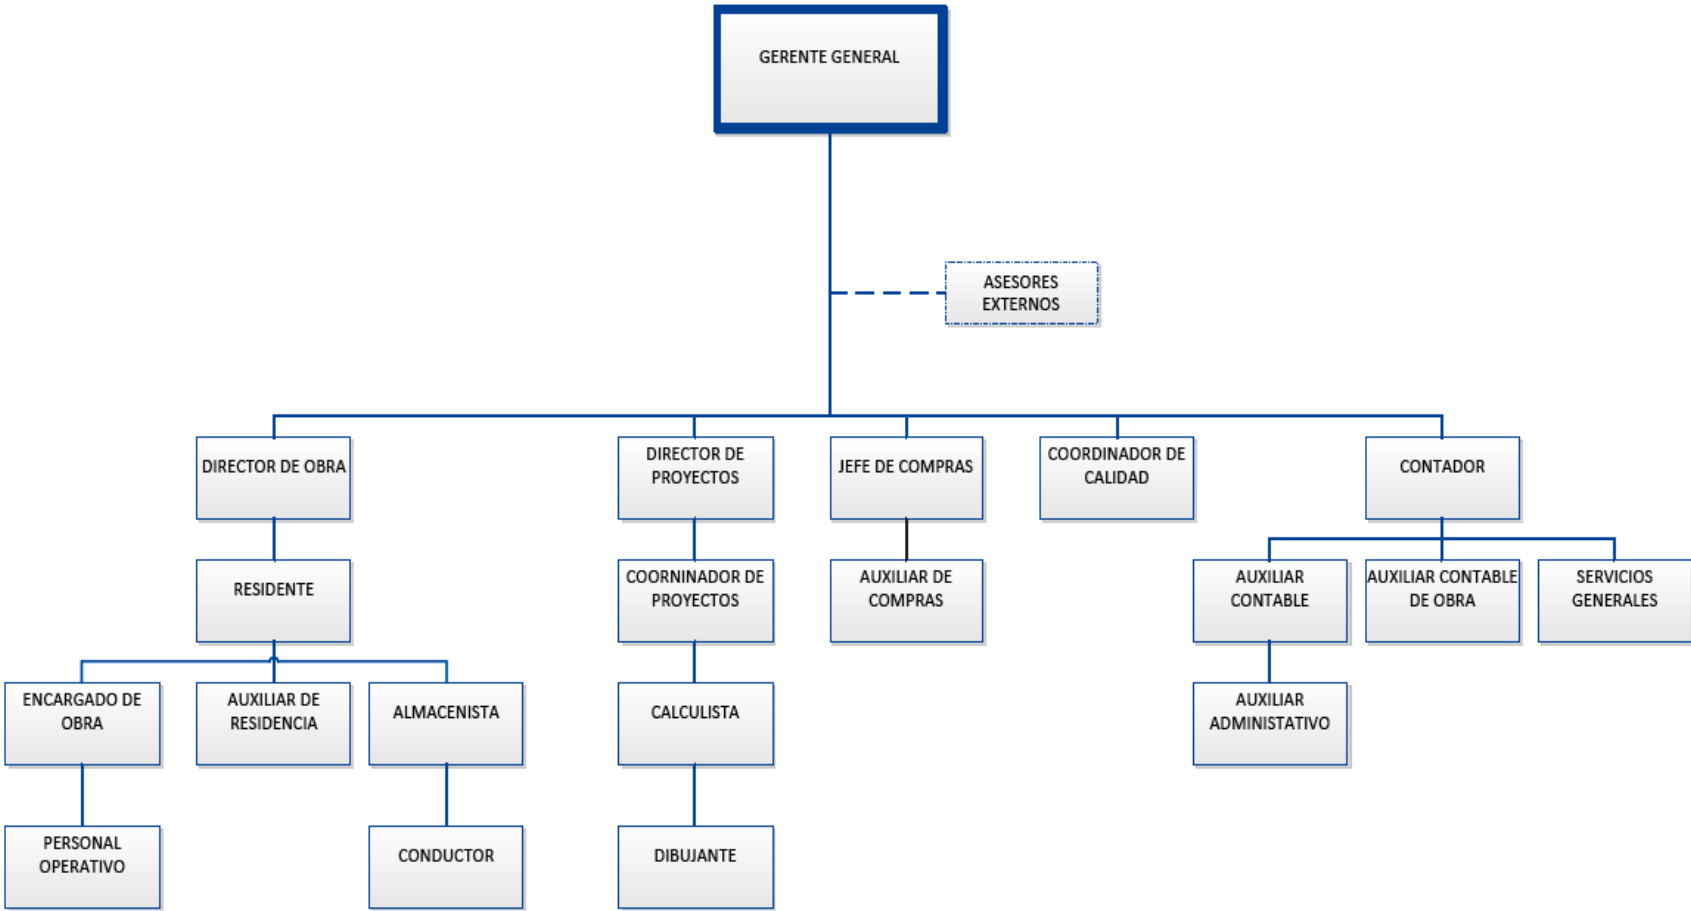 GERENTE GENERAL
ASESORES
EXTERNOS
DIRECTOR DE OBRA
DIRECTOR DE
PROYECTOS
JEFE DE COMPRAS
COORDINADOR DE
CALIDAD
CONTADOR
RESIDENTE
COORNINADOR DE
PROYECTOS
AUXILIAR DE
COMPRAS
AUXILIAR
CONTABLE
AUXILIAR CONTABLE
DE OBRA
SERVICIOS
GENERALES
ENCARGADO DE
OBRA
AUXILIAR DE
RESIDENCIA
ALMACENISTA
CALCULISTA
AUXILIAR
ADMINISTATIVO
PERSONAL
OPERATIVO
CONDUCTOR
DIBUJANTE